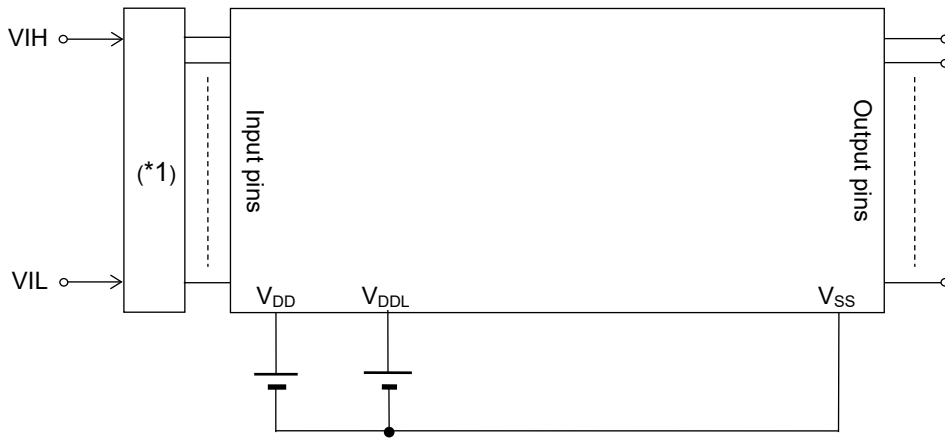 VIH
(*1)
VIL
Input pins
Output pins
VDD
VDDL
VSS